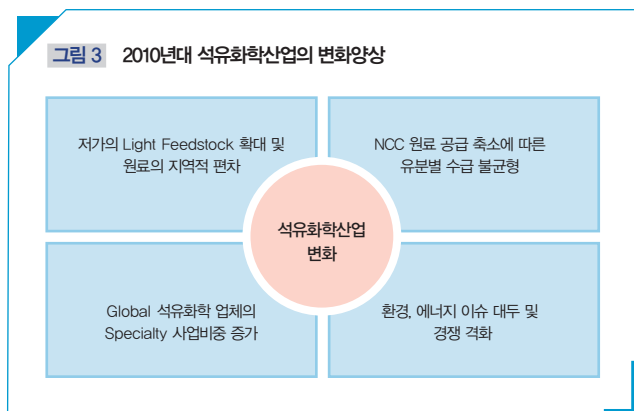 그림 3 2010년대 석유화학산업의 변화양상
저가의 Light Feedstock 확대 및
원료의 지역적 편차
NCC 원료 공급 축소에 따른
유분별 수급 불균형
석유화학산업
변화
Global 석유화학 업체의
Specialty 사업비중 증가
환경, 에너지 이슈 대두 및
경쟁 격화